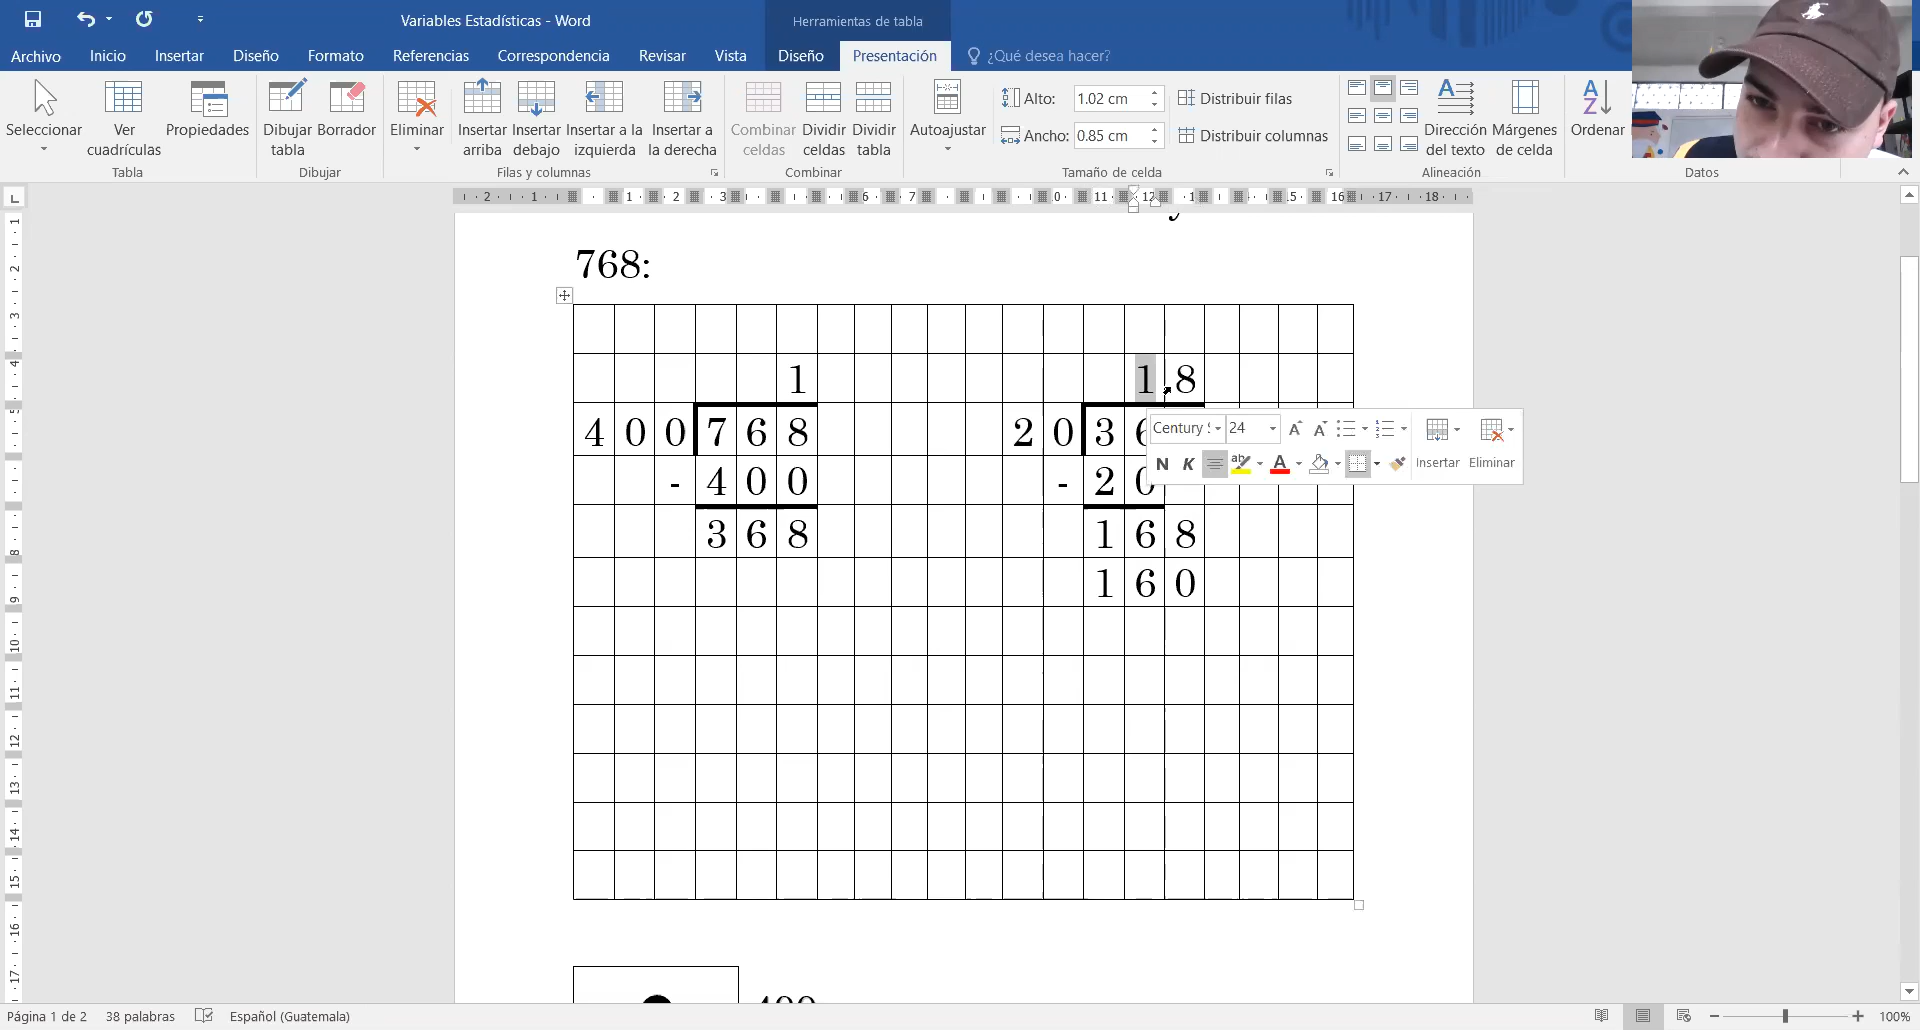 Variables Estadísticas - Word
Herramientas de tabla
Archivo Inicio Insertar Diseño Formato Referencias Correspondencia Revisar Vista Diseño Presentación ¿Qué desea hacer?
Seleccionar
Ver cuadrículas
Propiedades
Tabla
Dibujar tabla
Borrador
Dibujar
Eliminar
Insertar arriba
Insertar debajo
Insertar a la izquierda
Insertar a la derecha
Filas y columnas
Combinar celdas
Dividir celdas
Dividir tabla
Combinar
Autoajustar
Alto: 1.02 cm
Ancho: 0.85 cm
Distribuir filas
Distribuir columnas
Tamaño de celda
Dirección del texto
Márgenes de celda
Alineación
Ordenar
Datos
768:
1 1 8
4 0 0 7 6 8 2 0 3 6
- 4 0 0 - 2 0
3 6 8 1 6 8
1 6 0
Century 24
N K Insertar Eliminar
Página 1 de 2 38 palabras Español (Guatemala) 100%